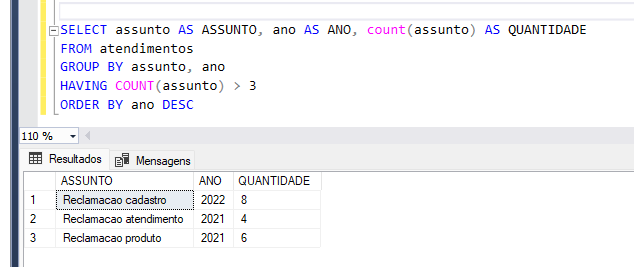 SELECT assunto AS ASSUNTO, ano AS ANO, count(assunto) AS QUANTIDADE
FROM atendimentos
GROUP BY assunto, ano
HAVING COUNT(assunto) > 3
ORDER BY ano DESC
110 %
Resultados Mensagens
ASSUNTO ANO QUANTIDADE
1 Reclamacao cadastro 2022 8
2 Reclamacao atendimento 2021 4
3 Reclamacao produto 2021 6